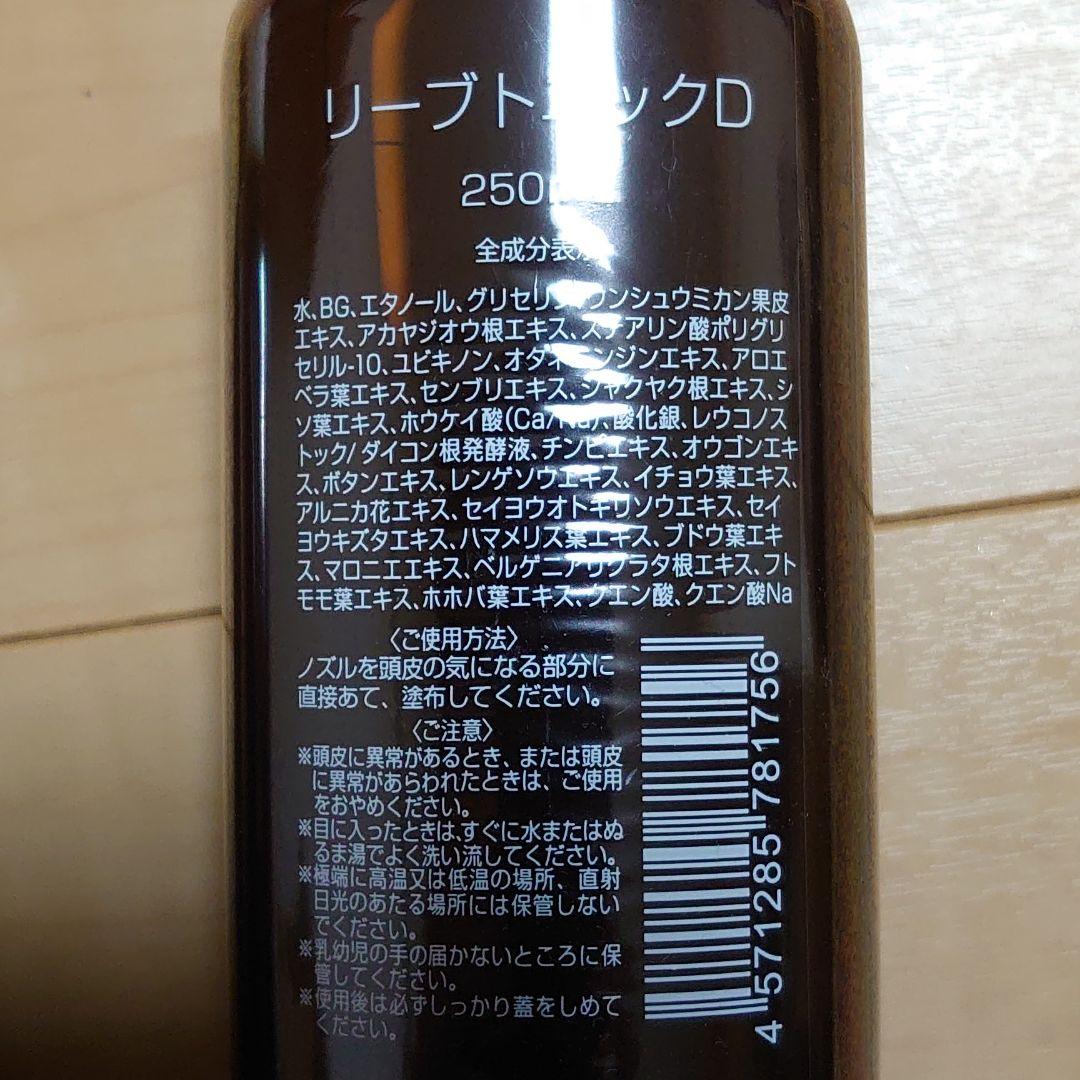 リーブトニックD
250
全成分表示
水、BG、エタノール、グリセリン、ウンシュウミカン果皮
エキス、アカヤジオウ根エキス、ステアリン酸ポリグリ
セリル-10、ユビキノン、オタネニンジンエキス、アロエ
ベラ葉エキス、センブリエキス、シャクヤク根エキス、シ
ソ葉エキス、ホウケイ酸(Ca/Na)、酸化銀、レウコノス
トック/ダイコン根発酵液、チンピエキス、オウゴンエキ
ス、ボタンエキス、レンゲソウエキス、イチョウ葉エキス、
アルニカ花エキス、セイヨウオトギリソウエキス、セイ
ヨウキズタエキス、ハマメリス葉エキス、ブドウ葉エキ
ス、マロニエエキス、ベルゲニアリグラタ根エキス、フト
モモ葉エキス、ホホバ葉エキス、クエン酸、クエン酸Na
〈ご使用方法〉
ノズルを頭皮の気になる部分に
直接あて、塗布してください。
〈ご注意〉
※頭皮に異常があるとき、または頭皮
に異常があらわれたときは、ご使用
をおやめください。
※目に入ったときは、すぐに水またはぬ
るま湯でよく洗い流してください。
※極端に高温又は低温の場所、直射
日光のあたる場所には保管しない
でください。
※乳幼児の手の届かないところに保
管してください。
※使用後は必ずしっかり蓋をしめて
ください。
4 571285 781756